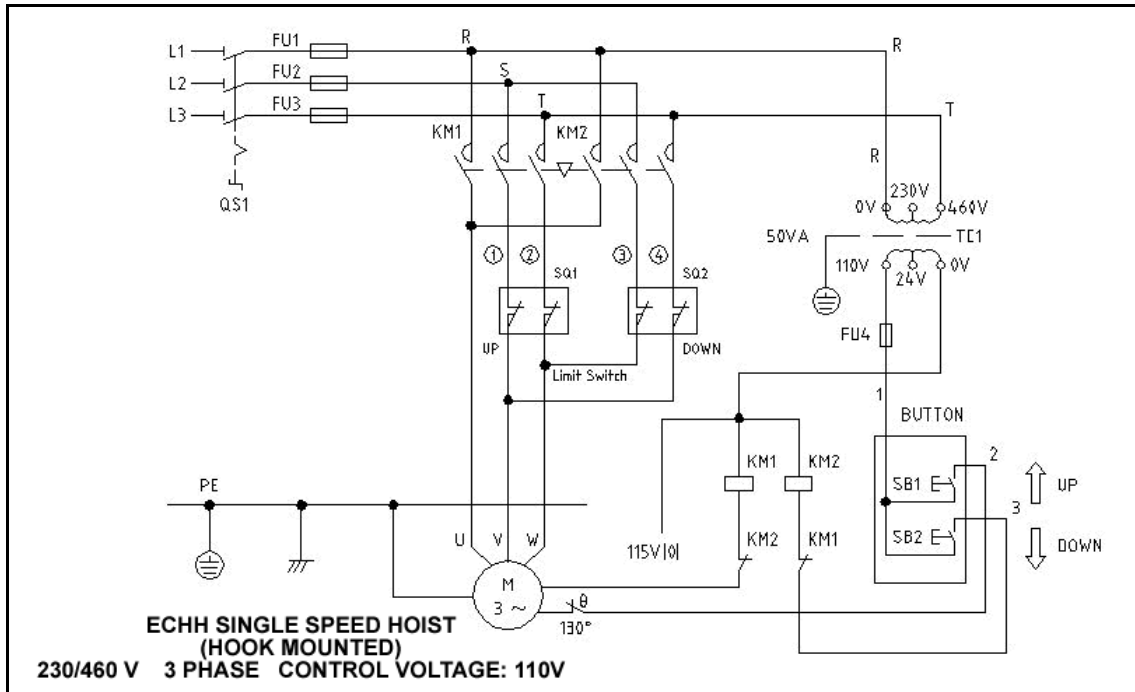 L1
FU1
R
R
L2
FU2
S
L3
FU3
T
T
KM1
KM2
R
QS1
230V
0V
460V
50VA
TC1
1
2
3
4
110V
24V
0V
SQ1
SQ2
UP
DOWN
FU4
Limit Switch
1
BUTTON
KM1
KM2
2
PE
SB1
UP
3
U
V
W
115V|0|
KM2
KM1
SB2
DOWN
M
3 ~
θ
130°
ECHH SINGLE SPEED HOIST
(HOOK MOUNTED)
230/460 V 3 PHASE CONTROL VOLTAGE: 110V